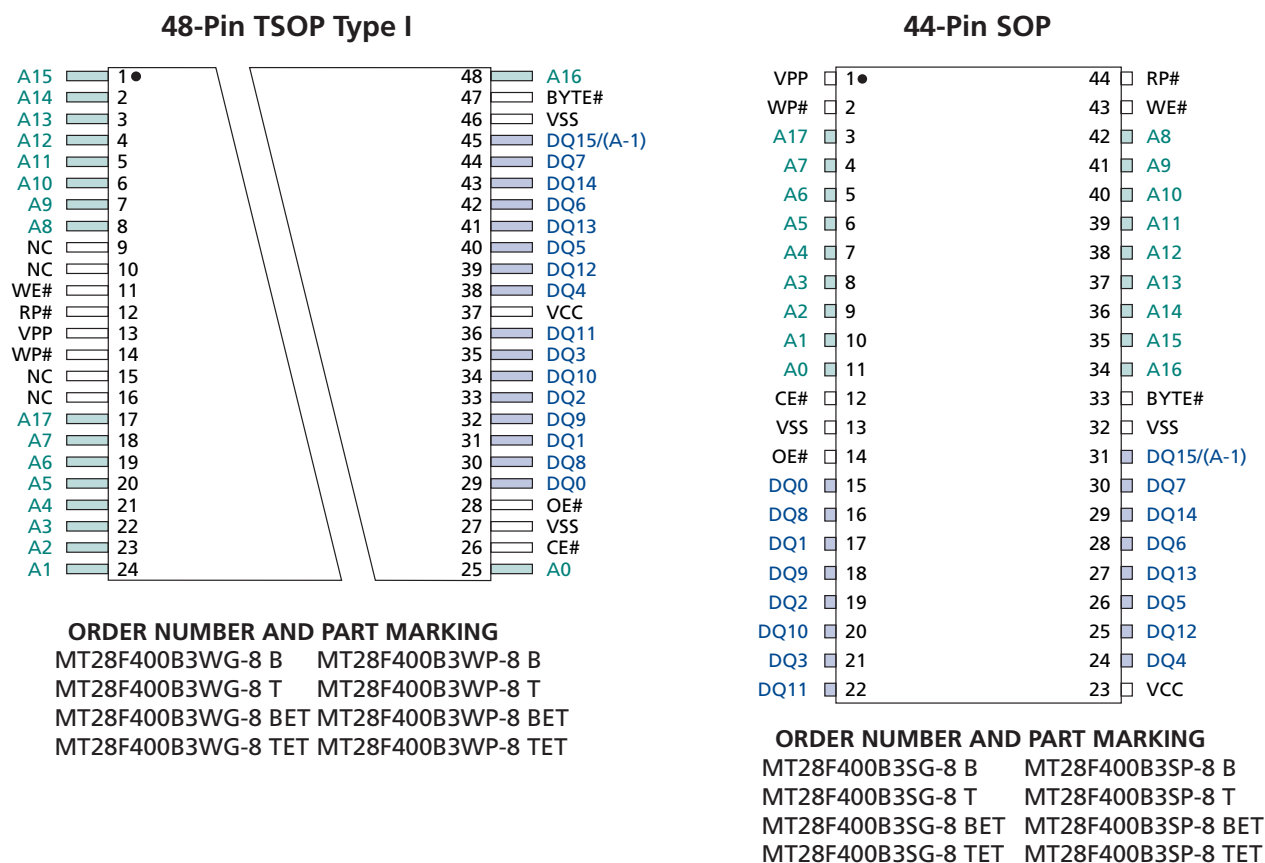 48-Pin TSOP Type I
A15 1 48 A16
A14 2 47 BYTE#
A13 3 46 VSS
A12 4 45 DQ15/(A-1)
A11 5 44 DQ7
A10 6 43 DQ14
A9 7 42 DQ6
A8 8 41 DQ13
NC 9 40 DQ5
NC 10 39 DQ12
WE# 11 38 DQ4
RP# 12 37 VCC
VPP 13 36 DQ11
WP# 14 35 DQ3
NC 15 34 DQ10
NC 16 33 DQ2
A17 17 32 DQ9
A7 18 31 DQ1
A6 19 30 DQ8
A5 20 29 DQ0
A4 21 28 OE#
A3 22 27 VSS
A2 23 26 CE#
A1 24 25 A0
ORDER NUMBER AND PART MARKING
MT28F400B3WG-8 B MT28F400B3WP-8 B
MT28F400B3WG-8 T MT28F400B3WP-8 T
MT28F400B3WG-8 BET MT28F400B3WP-8 BET
MT28F400B3WG-8 TET MT28F400B3WP-8 TET
44-Pin SOP
VPP 1 44 RP#
WP# 2 43 WE#
A17 3 42 A8
A7 4 41 A9
A6 5 40 A10
A5 6 39 A11
A4 7 38 A12
A3 8 37 A13
A2 9 36 A14
A1 10 35 A15
A0 11 34 A16
CE# 12 33 BYTE#
VSS 13 32 VSS
OE# 14 31 DQ15/(A-1)
DQ0 15 30 DQ7
DQ8 16 29 DQ14
DQ1 17 28 DQ6
DQ9 18 27 DQ13
DQ2 19 26 DQ5
DQ10 20 25 DQ12
DQ3 21 24 DQ4
DQ11 22 23 VCC
ORDER NUMBER AND PART MARKING
MT28F400B3SG-8 B MT28F400B3SP-8 B
MT28F400B3SG-8 T MT28F400B3SP-8 T
MT28F400B3SG-8 BET MT28F400B3SP-8 BET
MT28F400B3SG-8 TET MT28F400B3SP-8 TET